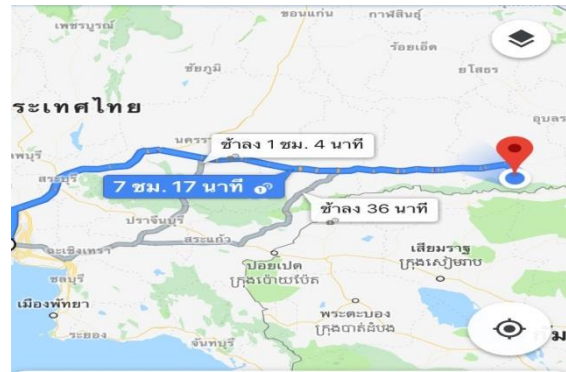 เพชรบูรณ์
ขอนแก่น
กาฬสินธุ์
ร้อยเอ็ด
ชัยภูมิ
ยโสธร
ระเทศไทย
อุบลร
นครร
ช้าลง 1 ชม. 4 นาที
พบุรี
สระบุรี
7 ชม. 17 นาที
ช้าลง 36 นาที
ปราจีนบุรี
สระแก้ว
ฉะเชิงเทรา
เสียมราฐ
ក្រុងសៀមរាប
ปอยเปต
ក្រុងប៉ោយប៉ែត
ชลบุรี
เมืองพัทยา
พระตะบอง
ក្រុងបាត់ដំបង
ระยอง
จันทบุรี